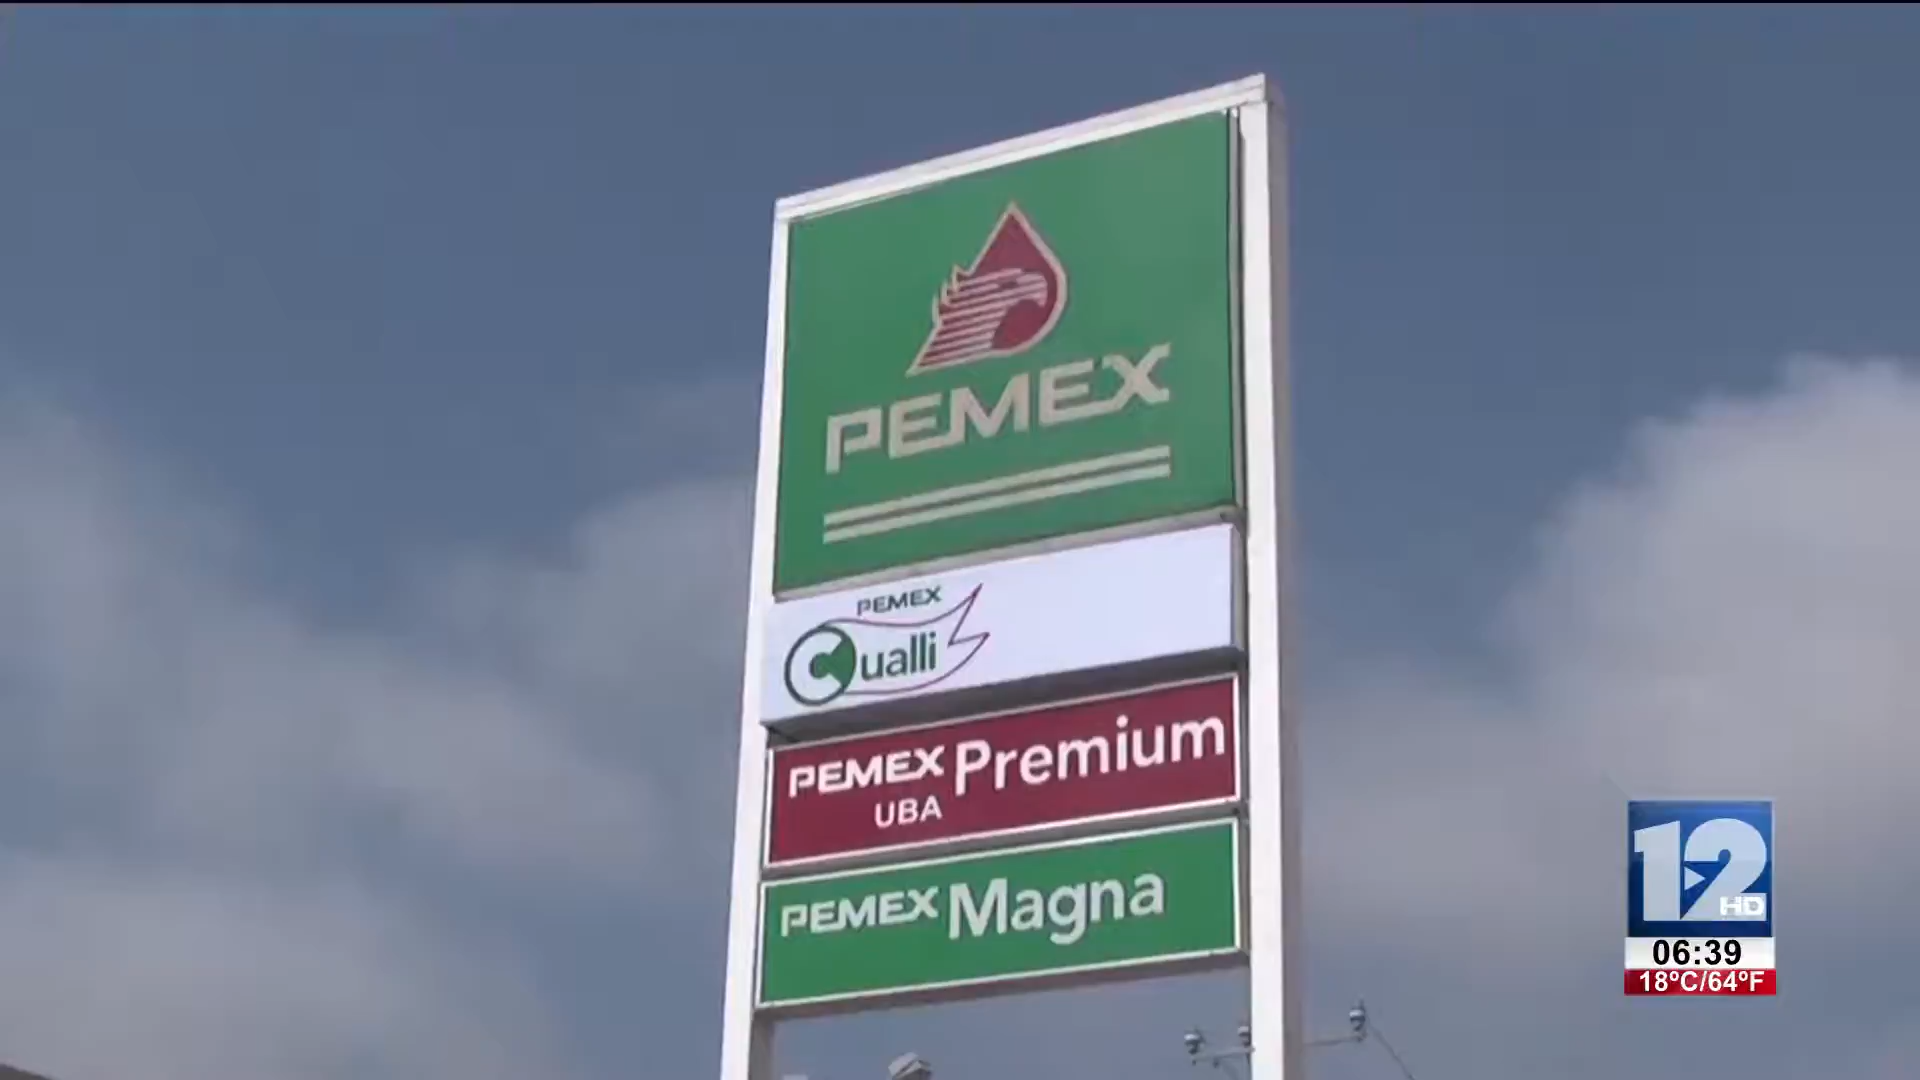 PEMEX
PEMEX
Cualli
PEMEX Premium
UBA
PEMEX Magna
12
HD
06:39
18°C/64°F